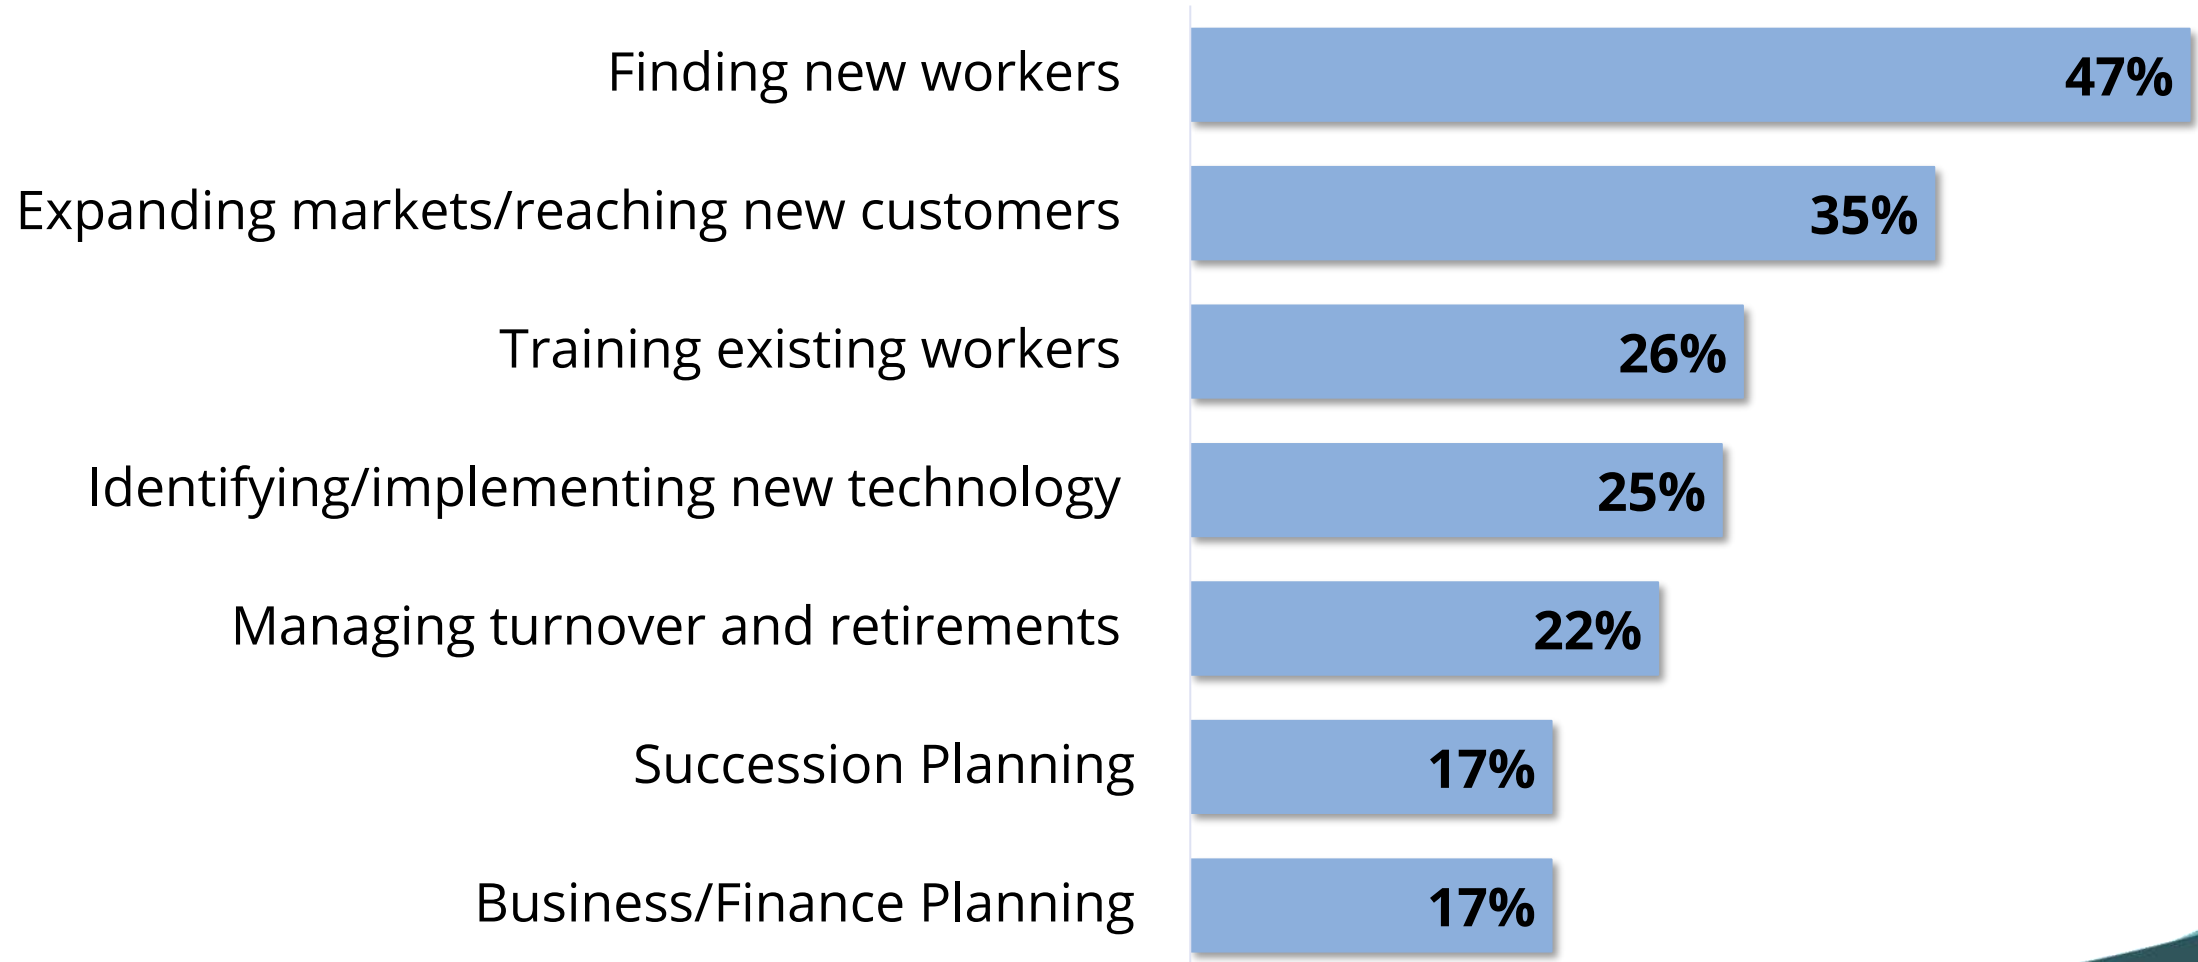 Finding new workers 47%
Expanding markets/reaching new customers 35%
Training existing workers 26%
Identifying/implementing new technology 25%
Managing turnover and retirements 22%
Succession Planning 17%
Business/Finance Planning 17%